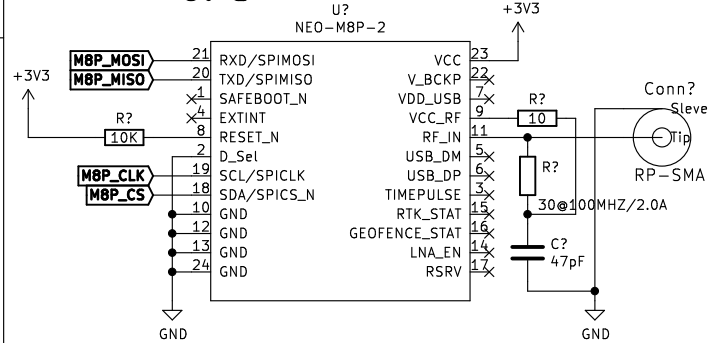 U?
NEO-M8P-2
+3V3
M8P_MOSI 21 RXD/SPIMOSI VCC 23
M8P_MISO 20 TXD/SPIMISO V_BCKP 22
+3V3
1 SAFEBOOT_N VDD_USB 7
Conn?
Sleve
R? 4 EXTINT VCC_RF 9 R? 10
10K 8 RESET_N RF_IN 11 Tip
2 D_Sel USB_DM 5
M8P_CLK 19 SCL/SPICLK USB_DP 6 R? RP-SMA
M8P_CS 18 SDA/SPICS_N TIMEPULSE 3
30@100MHZ/2.0A
10 GND RTK_STAT 15
12 GND GEOFENCE_STAT 16
C?
13 GND LNA_EN 14
47pF
24 GND RSRV 17
GND GND